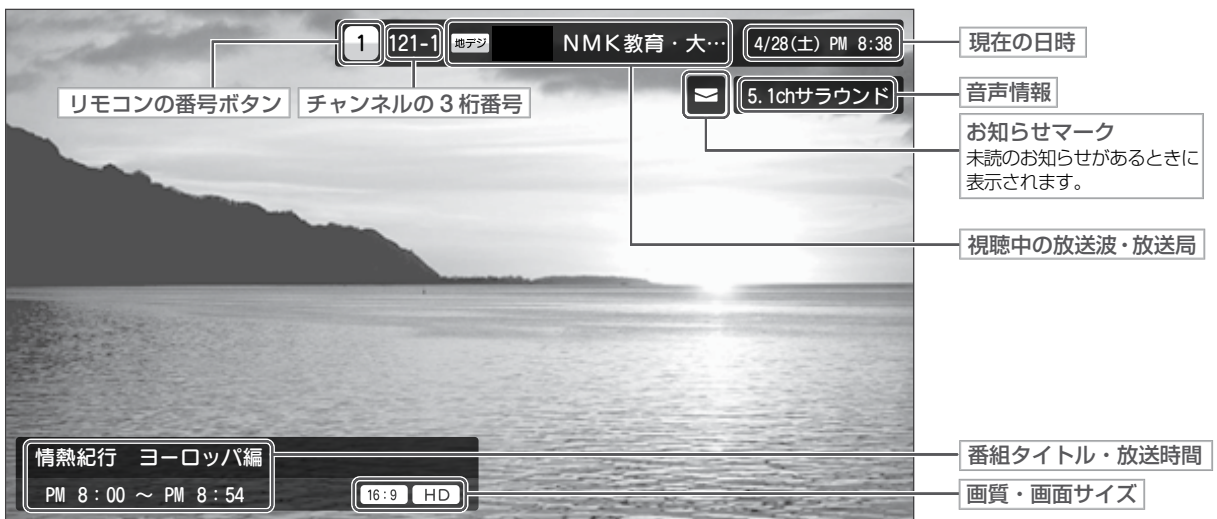 1 121-1 地デジ NMK教育・大… 4/28(土) PM 8:38
現在の日時
リモコンの番号ボタン
チャンネルの3桁番号
5.1chサラウンド
音声情報
お知らせマーク
未読のお知らせがあるときに
表示されます。
視聴中の放送波・放送局
情熱紀行　ヨーロッパ編
PM 8:00 ～ PM 8:54
16:9 HD
番組タイトル・放送時間
画質・画面サイズ